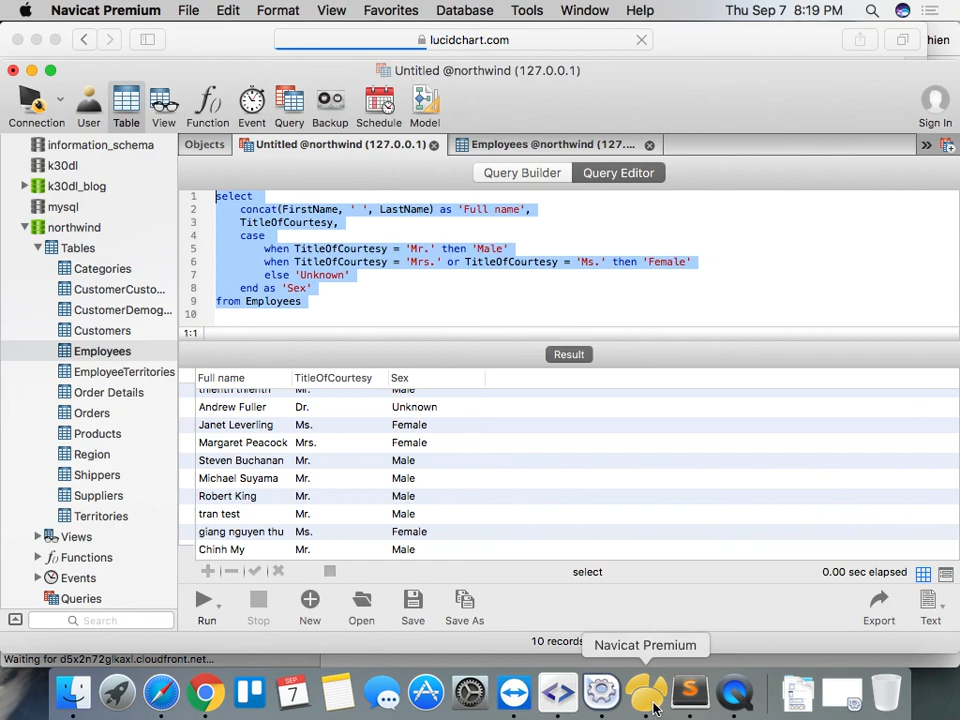 Navicat Premium File Edit Format View Favorites Database Tools Window Help Thu Sep 7 8:19 PM
lucidchart.com
hien
Untitled @northwind (127.0.0.1)
Connection User Table View Function Event Query Backup Schedule Model Sign In
Objects Untitled @northwind (127.0.0.1) Employees @northwind (127....
Query Builder Query Editor
information_schema
k30dl
k30dl_blog
mysql
northwind
Tables
Categories
CustomerCusto...
CustomerDemog...
Customers
Employees
EmployeeTerritories
Order Details
Orders
Products
Region
Shippers
Suppliers
Territories
Views
Functions
Events
Queries
Search
1 select
2 concat(FirstName, ' ', LastName) as 'Full name',
3 TitleOfCourtesy,
4 case
5 when TitleOfCourtesy = 'Mr.' then 'Male'
6 when TitleOfCourtesy = 'Mrs.' or TitleOfCourtesy = 'Ms.' then 'Female'
7 else 'Unknown'
8 end as 'Sex'
9 from Employees
10
1:1
Result
Full name TitleOfCourtesy Sex
thienth thienth Mr. Male
Andrew Fuller Dr. Unknown
Janet Leverling Ms. Female
Margaret Peacock Mrs. Female
Steven Buchanan Mr. Male
Michael Suyama Mr. Male
Robert King Mr. Male
tran test Mr. Male
giang nguyen thu Ms. Female
Chinh My Mr. Male
select 0.00 sec elapsed
Run Stop New Open Save Save As Export Text
10 records
Navicat Premium
Waiting for d5x2n72glkaxl.cloudfront.net...
7